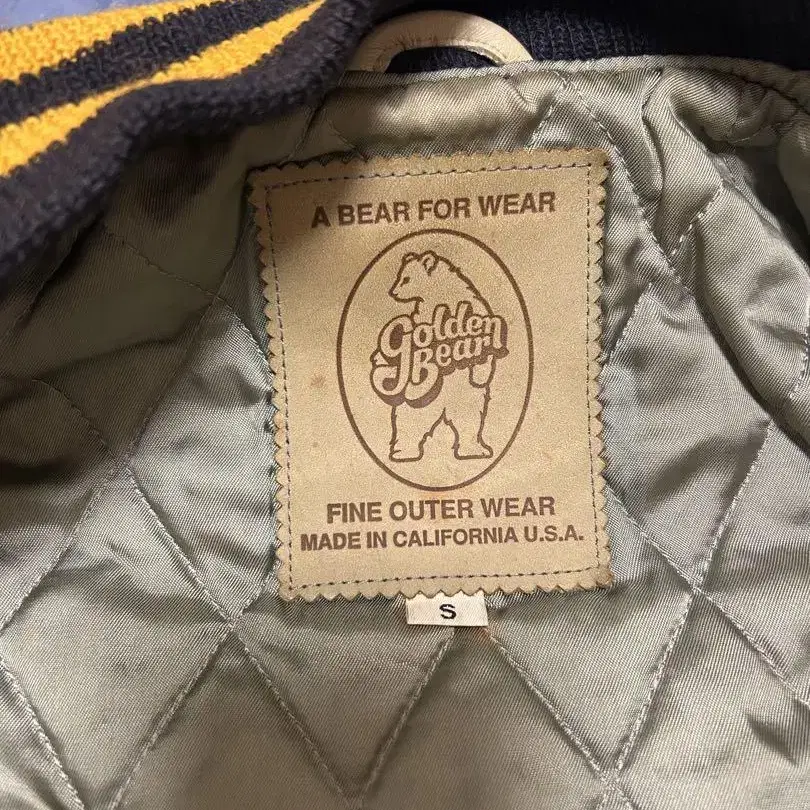 A BEAR FOR WEAR
Golden
Bear
FINE OUTER WEAR
MADE IN CALIFORNIA U.S.A.
S